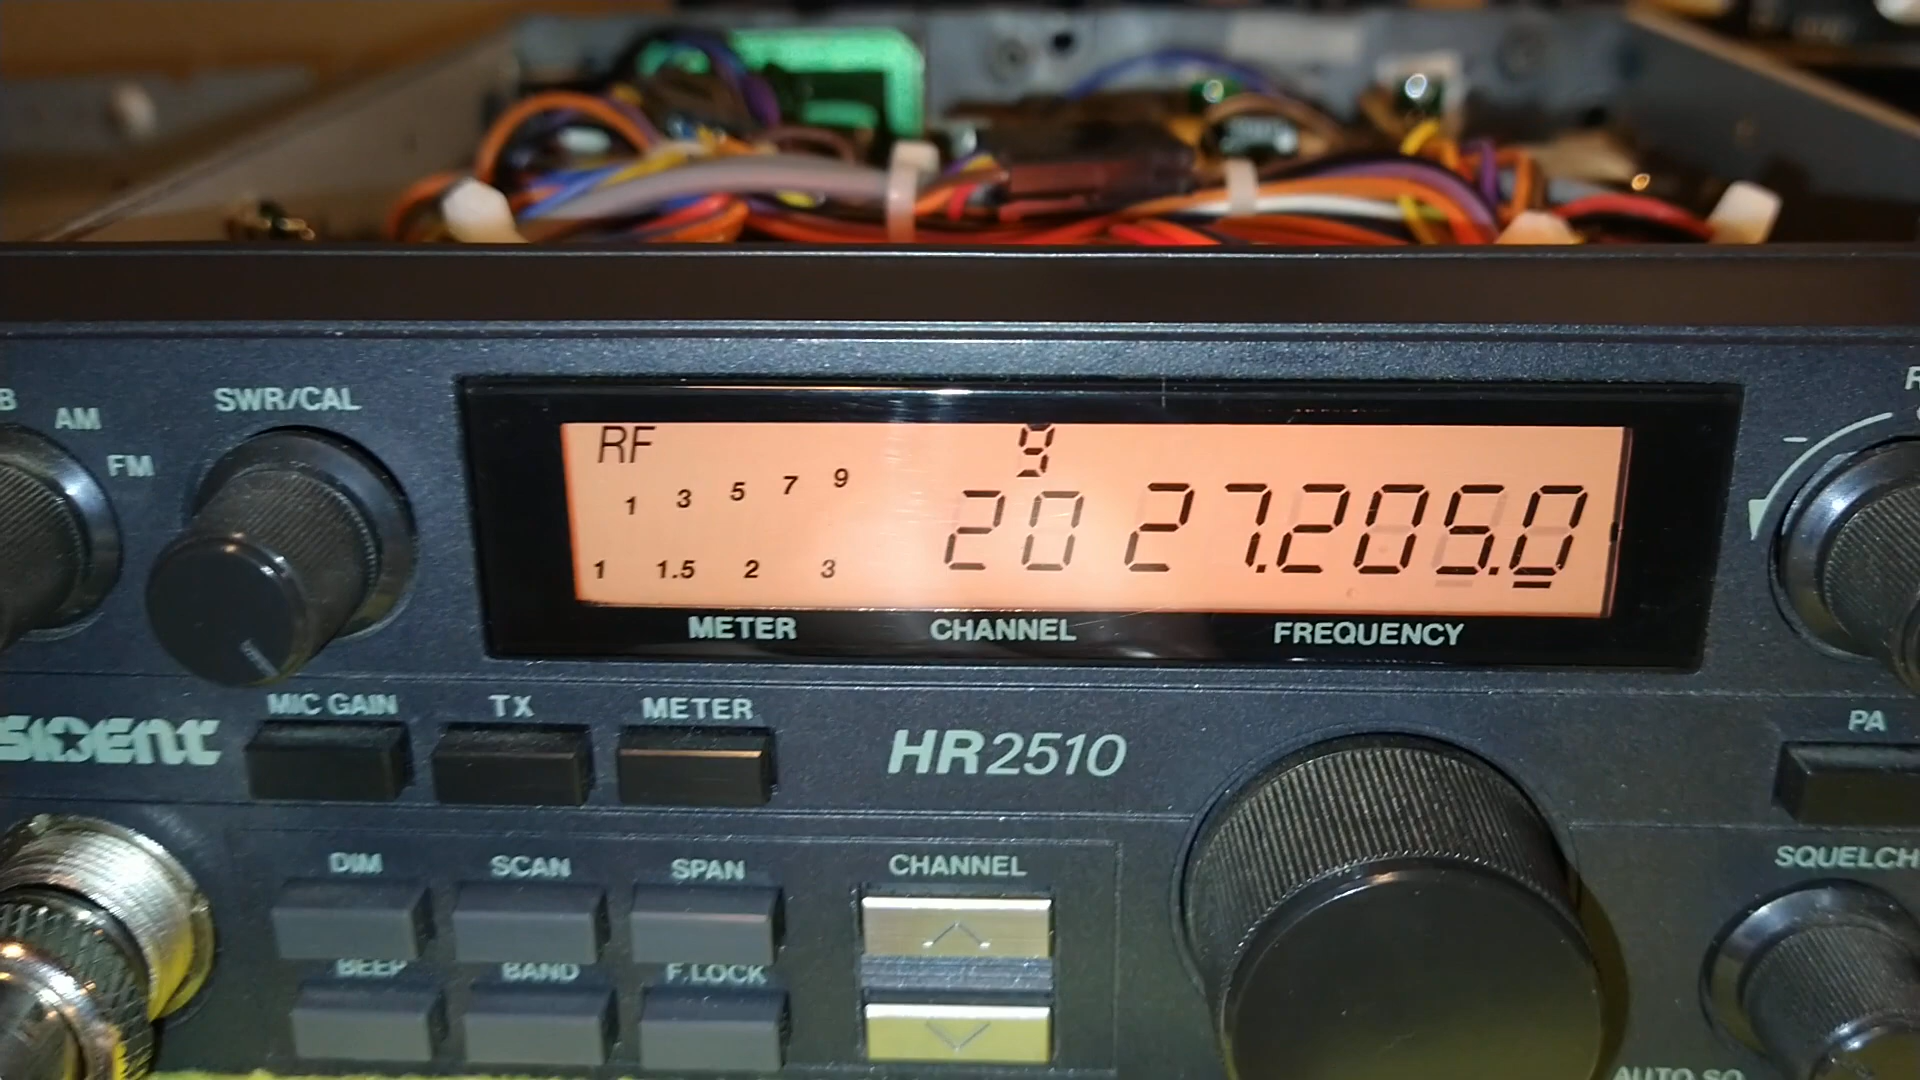 B
AM
FM
SWR/CAL
RF
9
1 3 5 7 9
20 27.205.0
1 1.5 2 3
METER CHANNEL FREQUENCY
R
SIDENT
MIC GAIN TX METER
HR2510
PA
DIM SCAN SPAN
CHANNEL
SQUELCH
BEEP BAND F.LOCK
AUTO SQ